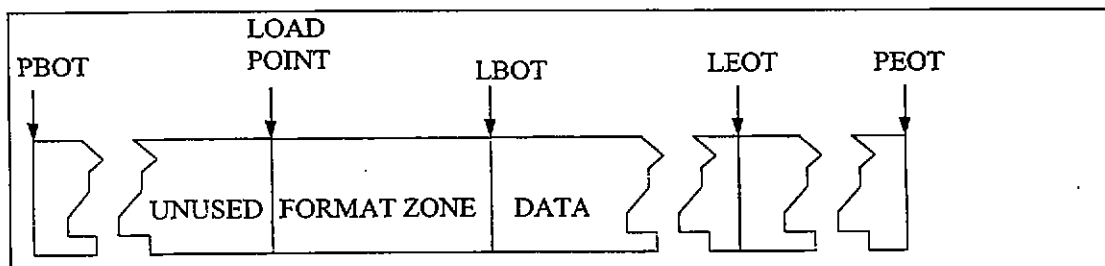 LOAD
POINT
PBOT
LBOT
LEOT
PEOT
UNUSED
FORMAT ZONE
DATA